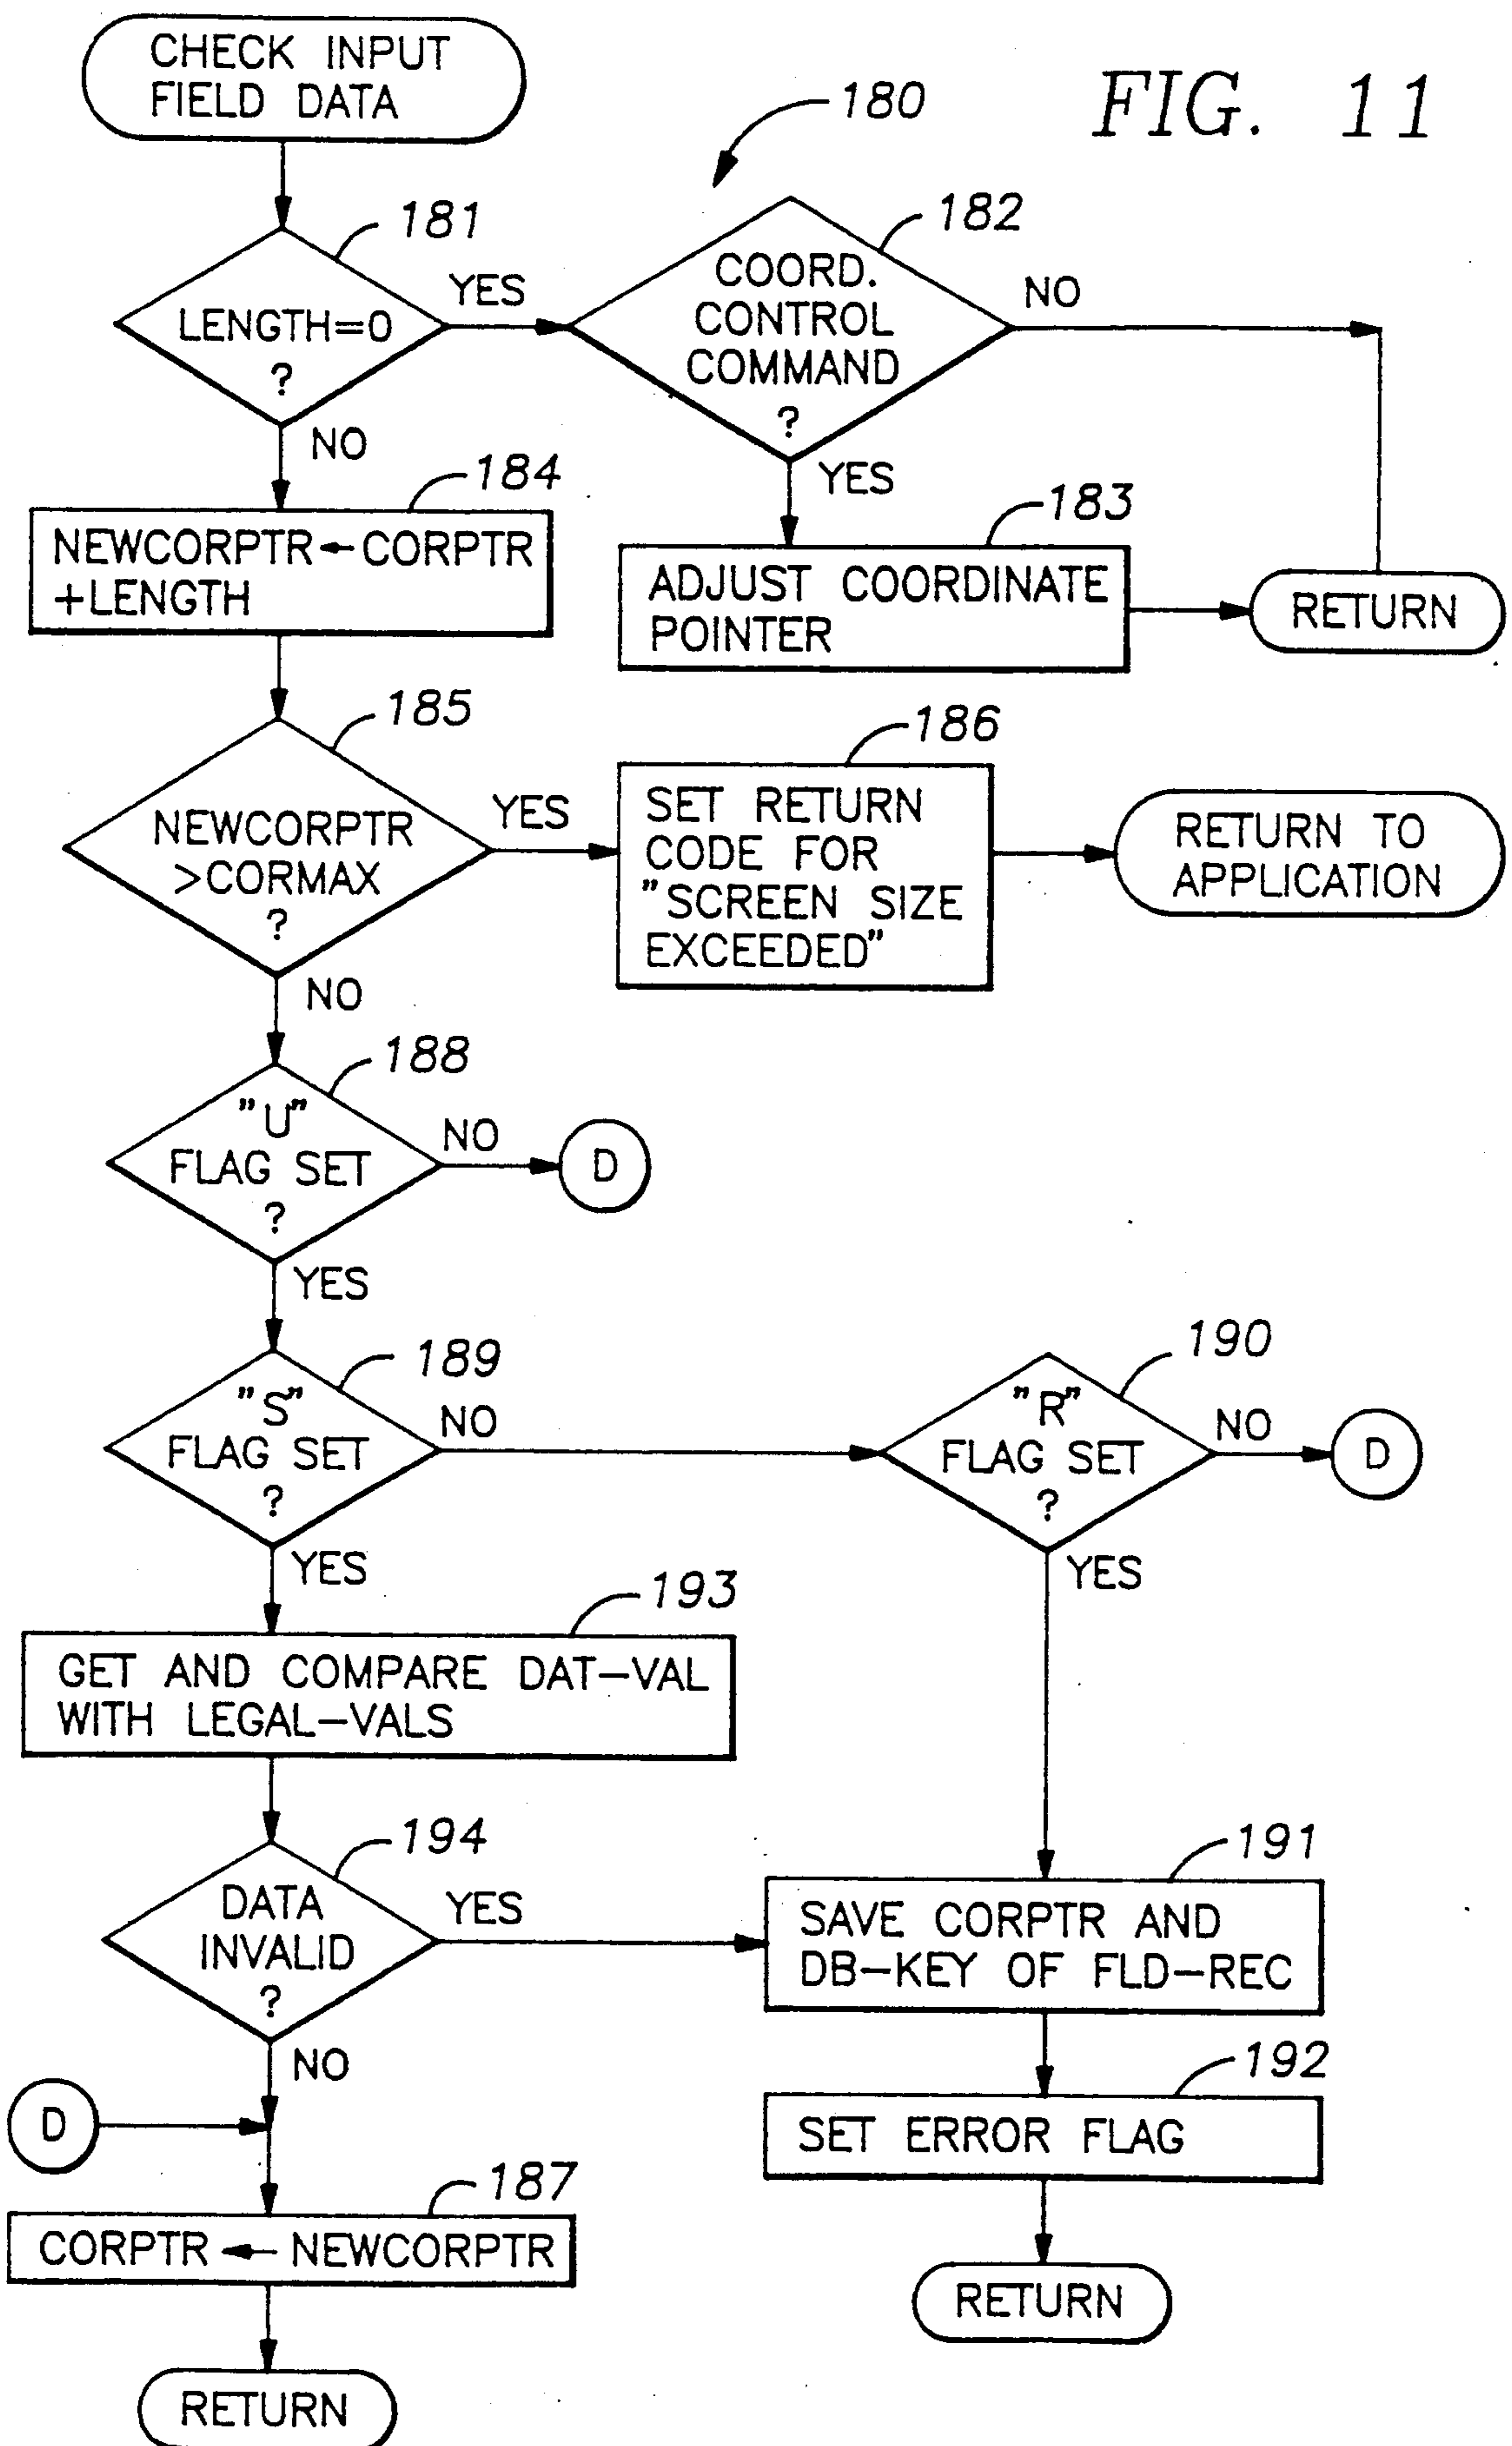 CHECK INPUT
FIELD DATA
180
FIG. 11
181
LENGTH=0
?
YES
NO
182
COORD.
CONTROL
COMMAND
?
NO
YES
184
NEWCORPTR←CORPTR
+LENGTH
183
ADJUST COORDINATE
POINTER
RETURN
185
NEWCORPTR
>CORMAX
?
YES
NO
186
SET RETURN
CODE FOR
"SCREEN SIZE
EXCEEDED"
RETURN TO
APPLICATION
188
"U"
FLAG SET
?
NO
D
YES
189
"S"
FLAG SET
?
NO
YES
190
"R"
FLAG SET
?
NO
D
YES
193
GET AND COMPARE DAT-VAL
WITH LEGAL-VALS
194
DATA
INVALID
?
YES
NO
191
SAVE CORPTR AND
DB-KEY OF FLD-REC
192
SET ERROR FLAG
RETURN
D
187
CORPTR ← NEWCORPTR
RETURN